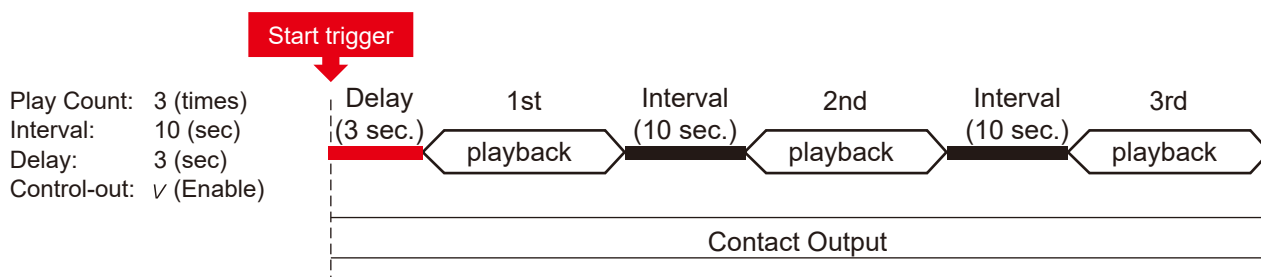 Start trigger
Play Count: 3 (times)
Interval: 10 (sec)
Delay: 3 (sec)
Control-out: ✓ (Enable)
Delay
(3 sec.)
1st
playback
Interval
(10 sec.)
2nd
playback
Interval
(10 sec.)
3rd
playback
Contact Output